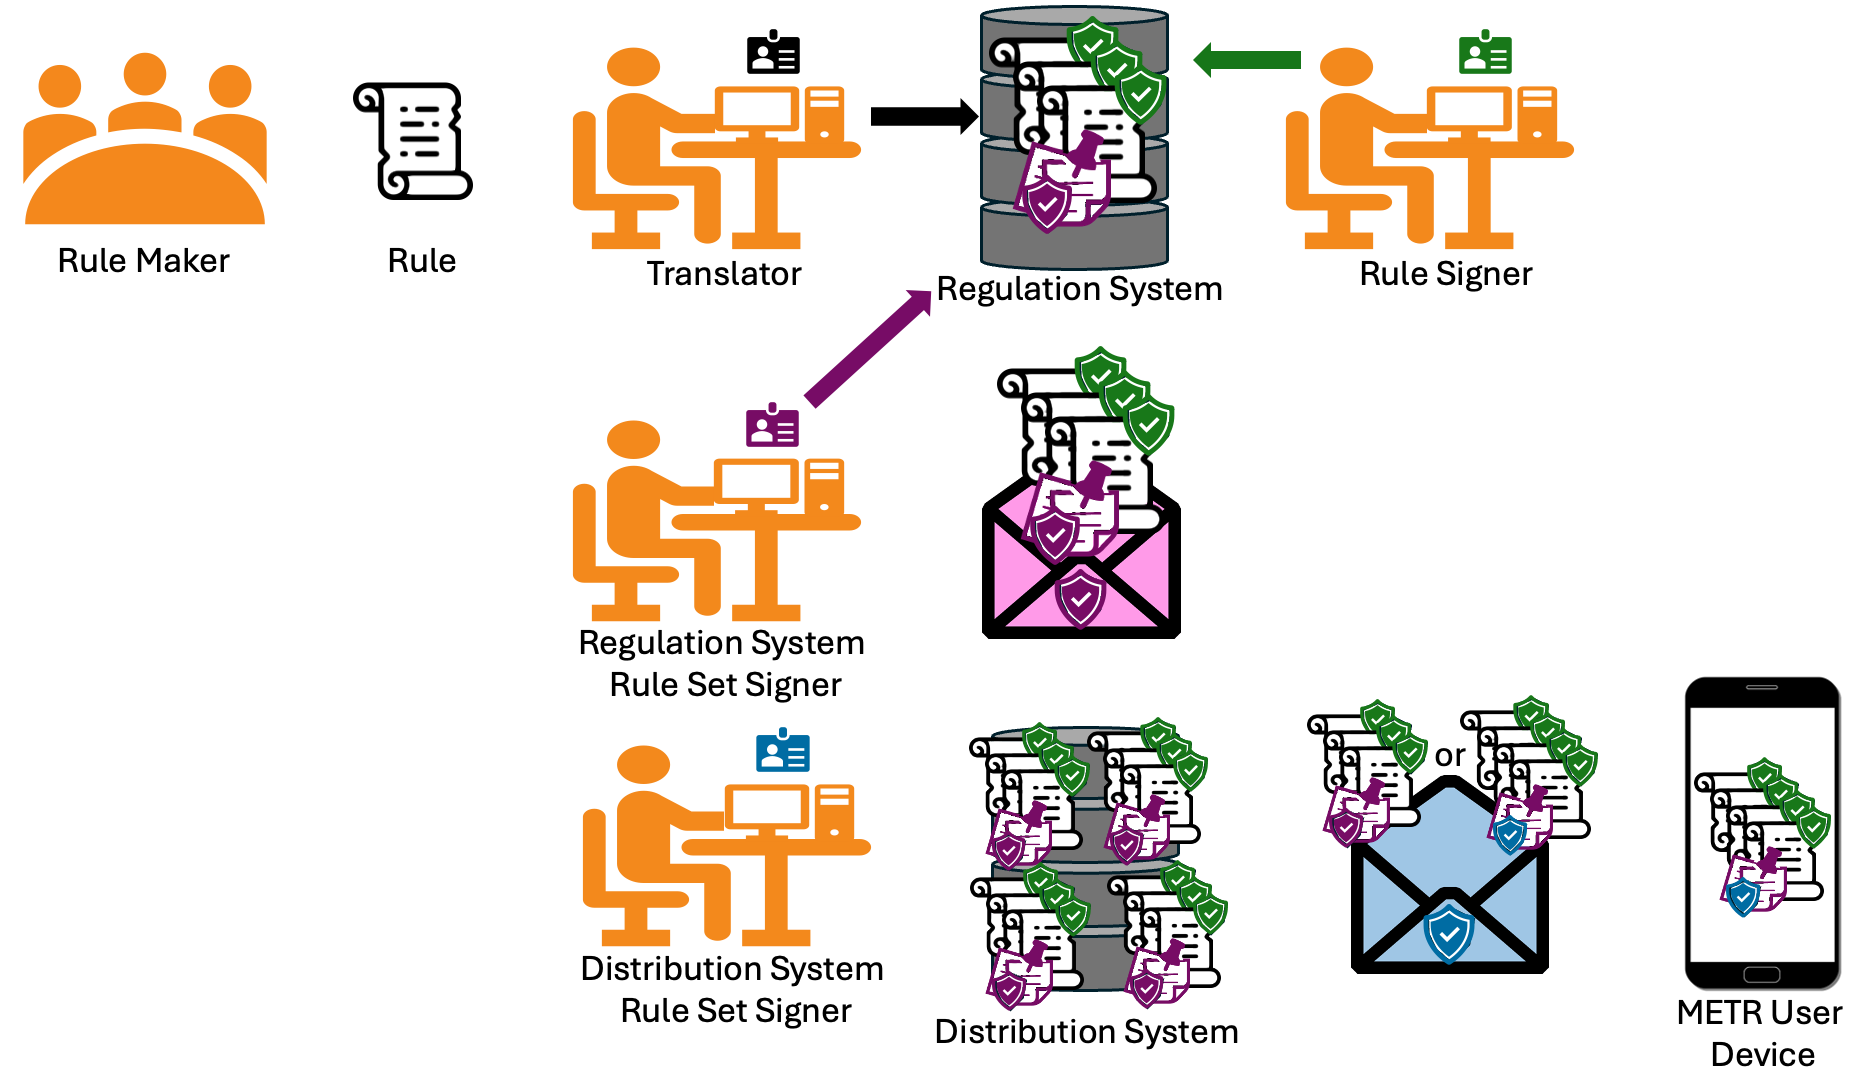 Rule Maker
Rule
Translator
Regulation System
Rule Signer
Regulation System
Rule Set Signer
or
Distribution System
Rule Set Signer
Distribution System
METR User
Device